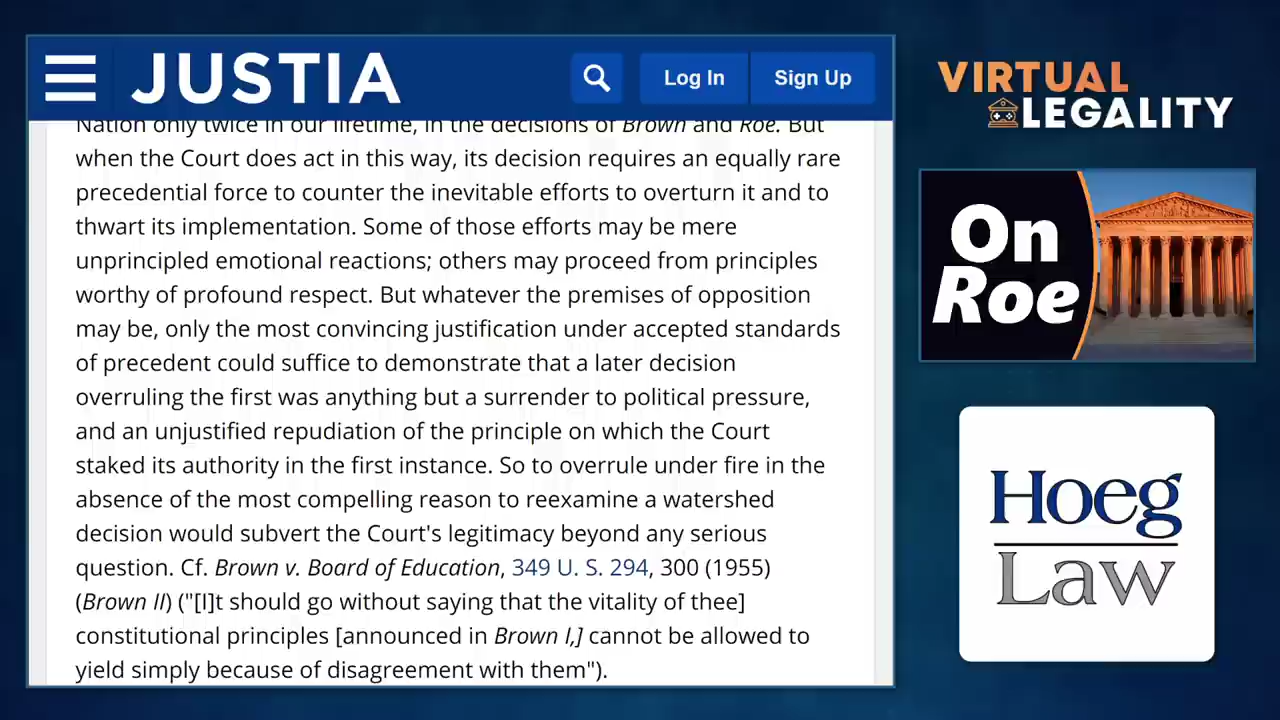 JUSTIA
Log In
Sign Up
Nation only twice in our lifetime, in the decisions of Brown and Roe. But
when the Court does act in this way, its decision requires an equally rare
precedential force to counter the inevitable efforts to overturn it and to
thwart its implementation. Some of those efforts may be mere
unprincipled emotional reactions; others may proceed from principles
worthy of profound respect. But whatever the premises of opposition
may be, only the most convincing justification under accepted standards
of precedent could suffice to demonstrate that a later decision
overruling the first was anything but a surrender to political pressure,
and an unjustified repudiation of the principle on which the Court
staked its authority in the first instance. So to overrule under fire in the
absence of the most compelling reason to reexamine a watershed
decision would subvert the Court's legitimacy beyond any serious
question. Cf. Brown v. Board of Education, 349 U. S. 294, 300 (1955)
(Brown II) ("[I]t should go without saying that the vitality of thee]
constitutional principles [announced in Brown I,] cannot be allowed to
yield simply because of disagreement with them").
VIRTUAL
LEGALITY
On
Roe
Hoeg
Law